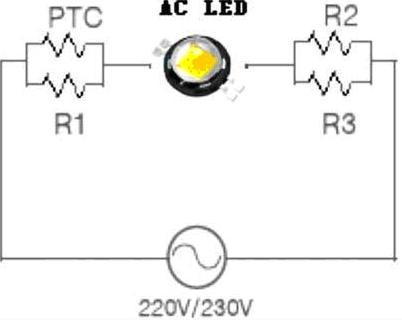 AC LED
PTC
R2
R1
R3
220V/230V